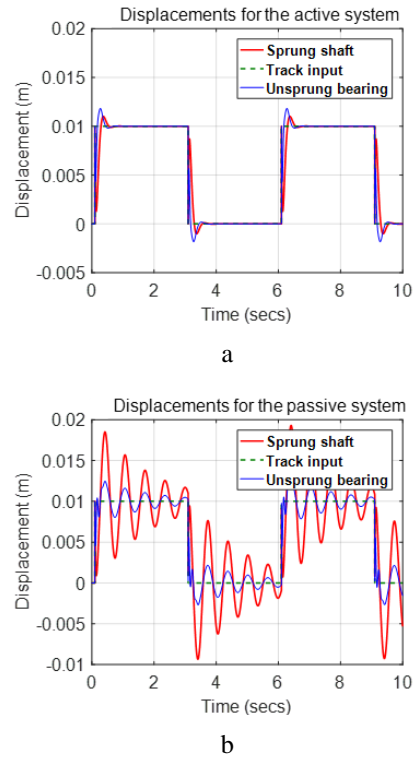 Displacements for the active system
0.02
0.015
0.01
0.005
0
-0.005
Displacement (m)
Sprung shaft
Track input
Unsprung bearing
0 2 4 6 8 10
Time (secs)
a
Displacements for the passive system
0.02
0.015
0.01
0.005
0
-0.005
-0.01
Displacement (m)
Sprung shaft
Track input
Unsprung bearing
0 2 4 6 8 10
Time (secs)
b